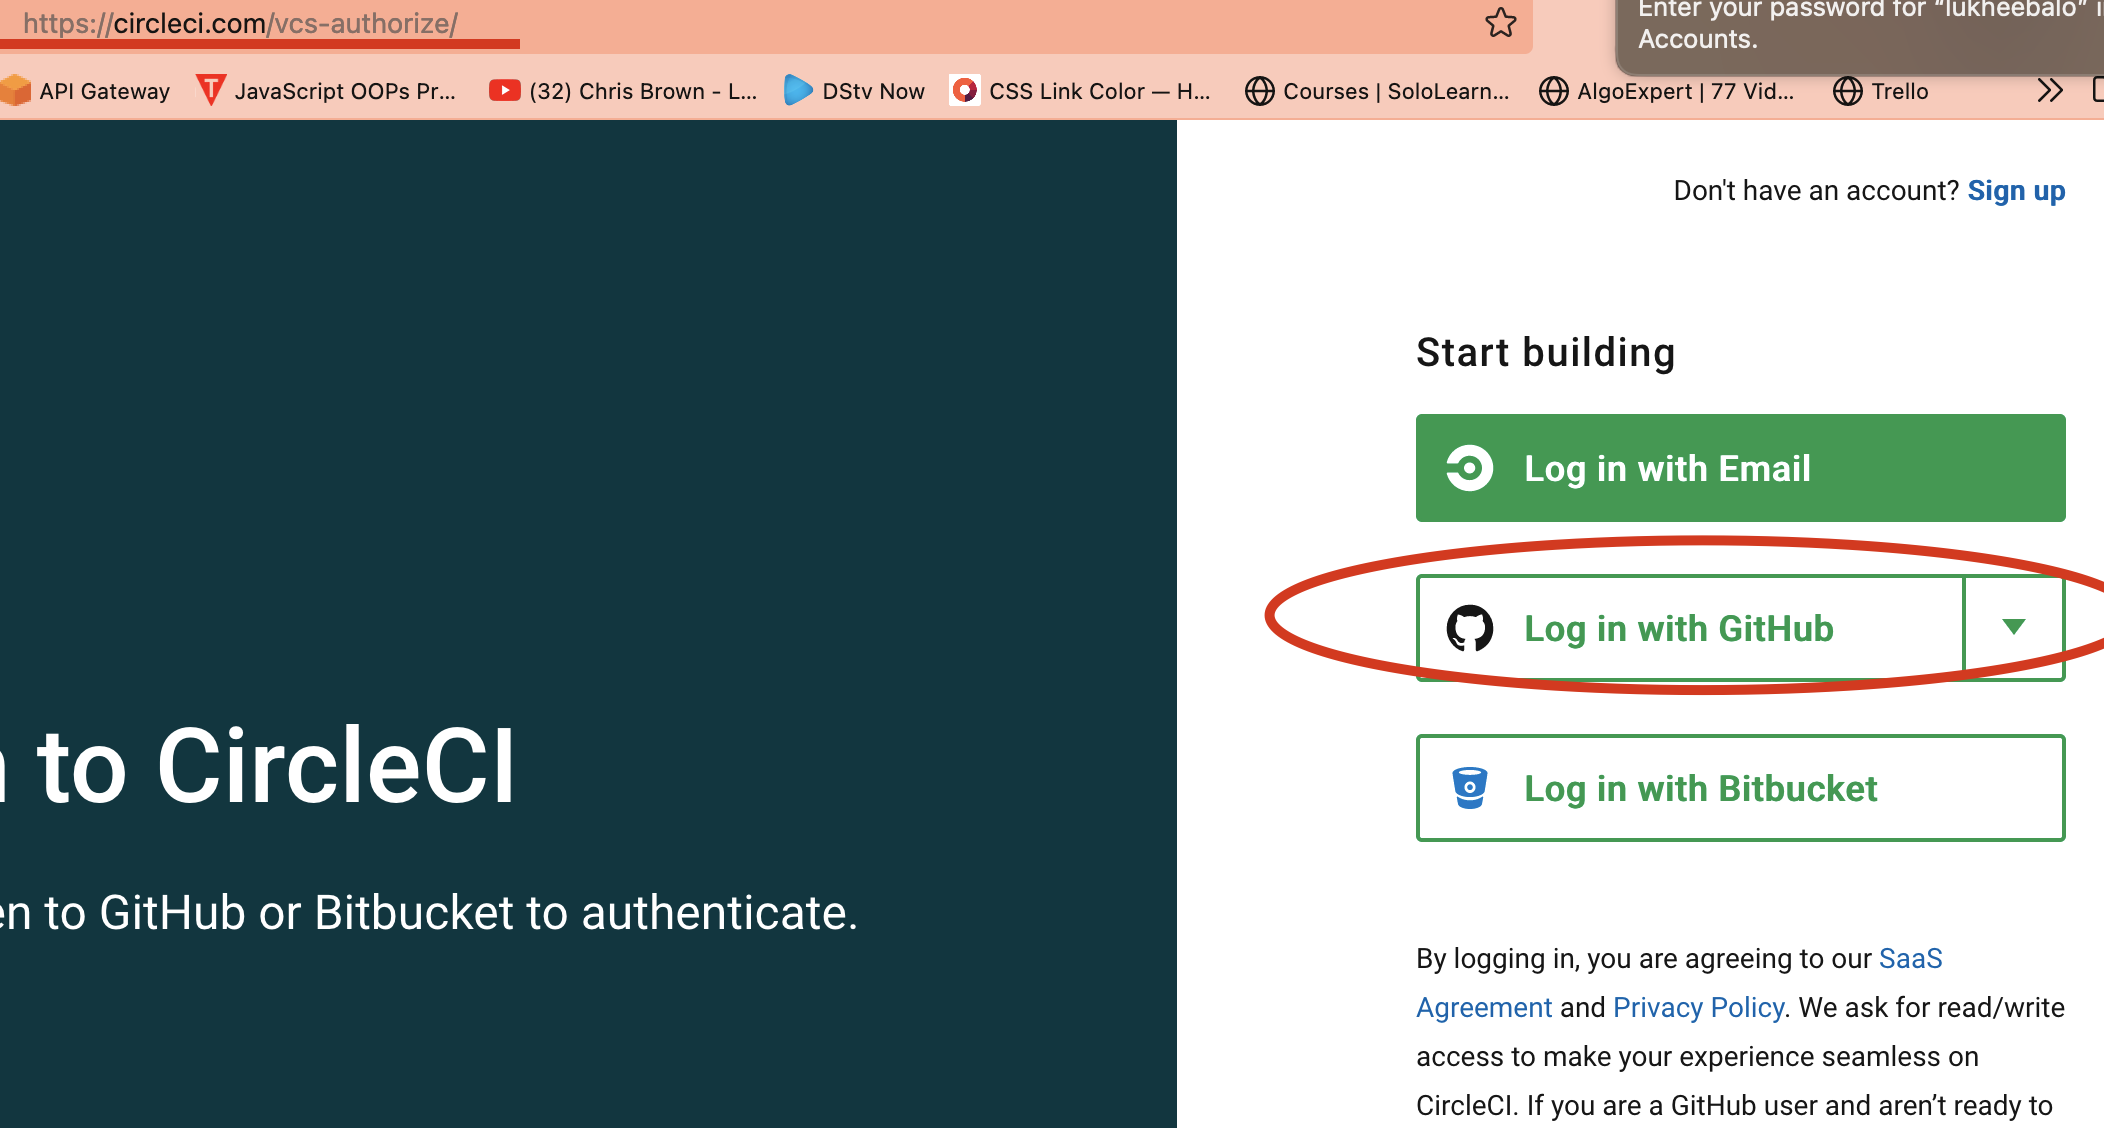 https://circleci.com/vcs-authorize/
Enter your password for “lukheebalo”
Accounts.
API Gateway
JavaScript OOPs Pr...
(32) Chris Brown - L...
DStv Now
CSS Link Color — H...
Courses | SoloLearn...
AlgoExpert | 77 Vid...
Trello
Don't have an account? Sign up
Start building
Log in with Email
Log in with GitHub
Log in with Bitbucket
to CircleCI
to GitHub or Bitbucket to authenticate.
By logging in, you are agreeing to our SaaS
Agreement and Privacy Policy. We ask for read/write
access to make your experience seamless on
CircleCI. If you are a GitHub user and aren’t ready to